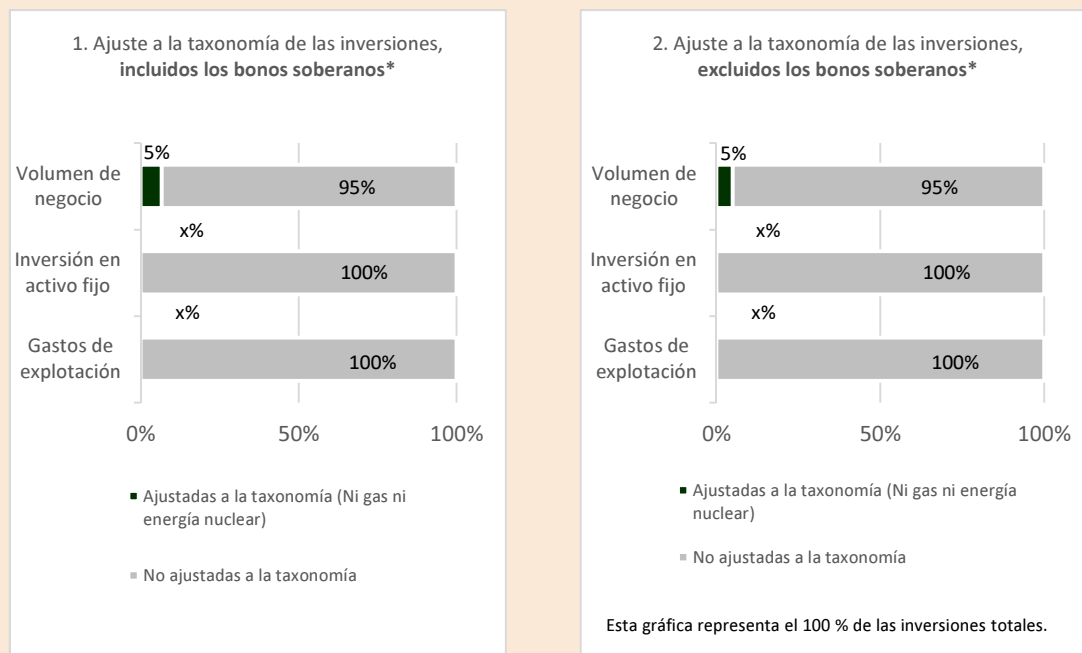 1. Ajuste a la taxonomía de las inversiones,
incluidos los bonos soberanos*
5%
Volumen de
negocio
95%
x%
Inversión en
activo fijo
100%
x%
Gastos de
explotación
100%
0%
50%
100%
Ajustadas a la taxonomía (Ni gas ni
energía nuclear)
No ajustadas a la taxonomía
2. Ajuste a la taxonomía de las inversiones,
excluidos los bonos soberanos*
5%
Volumen de
negocio
95%
x%
Inversión en
activo fijo
100%
x%
Gastos de
explotación
100%
0%
50%
100%
Ajustadas a la taxonomía (Ni gas ni energía
nuclear)
No ajustadas a la taxonomía
Esta gráfica representa el 100 % de las inversiones totales.